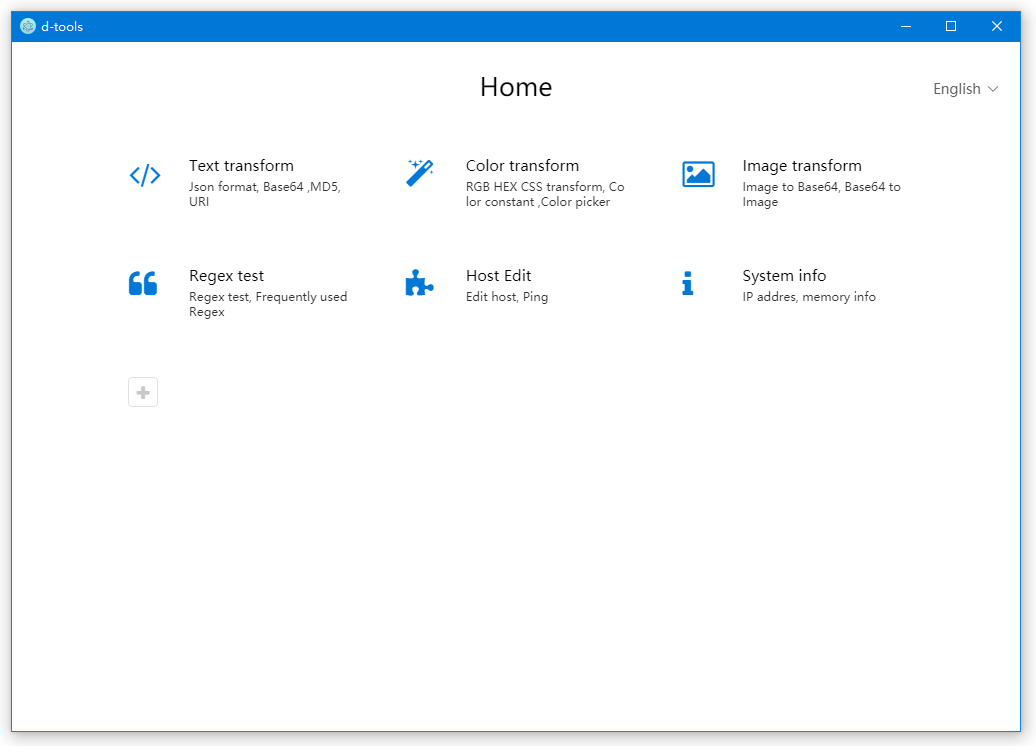 d-tools
Home
English
Text transform
Json format, Base64 ,MD5,
URI
Color transform
RGB HEX CSS transform, Co
lor constant ,Color picker
Image transform
Image to Base64, Base64 to
Image
Regex test
Regex test, Frequently used
Regex
Host Edit
Edit host, Ping
System info
IP addres, memory info